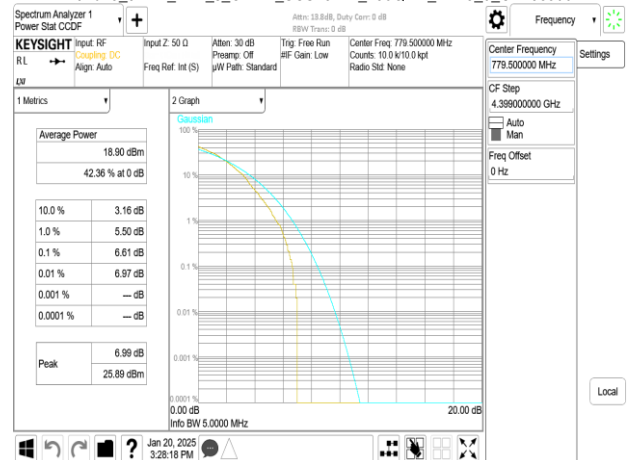 Spectrum Analyzer 1
Power Stat CCDF
Atten: 13.8dB, Duty Corr: 0 dB
RBW Trans: 0 dB
Frequency
KEYSIGHT
RL
Input: RF
Coupling: DC
Align: Auto
Input Z: 50 Ω
Freq Ref: Int (S)
Atten: 30 dB
Preamp: Off
µW Path: Standard
Trig: Free Run
#IF Gain: Low
Center Freq: 779.500000 MHz
Counts: 10.0 k/10.0 kpt
Radio Std: None
Center Frequency
779.500000 MHz
Settings
CF Step
4.399000000 GHz
Auto
Man
Freq Offset
0 Hz
1 Metrics
Average Power
18.90 dBm
42.36 % at 0 dB
10.0 % 3.16 dB
1.0 % 5.50 dB
0.1 % 6.61 dB
0.01 % 6.97 dB
0.001 % --- dB
0.0001 % --- dB
Peak
6.99 dB
25.89 dBm
2 Graph
Gaussian
100 %
10 %
1 %
0.1 %
0.01 %
0.001 %
0.0001 %
0.00 dB 20.00 dB
Info BW 5.0000 MHz
Local
Jan 20, 2025
3:28:18 PM